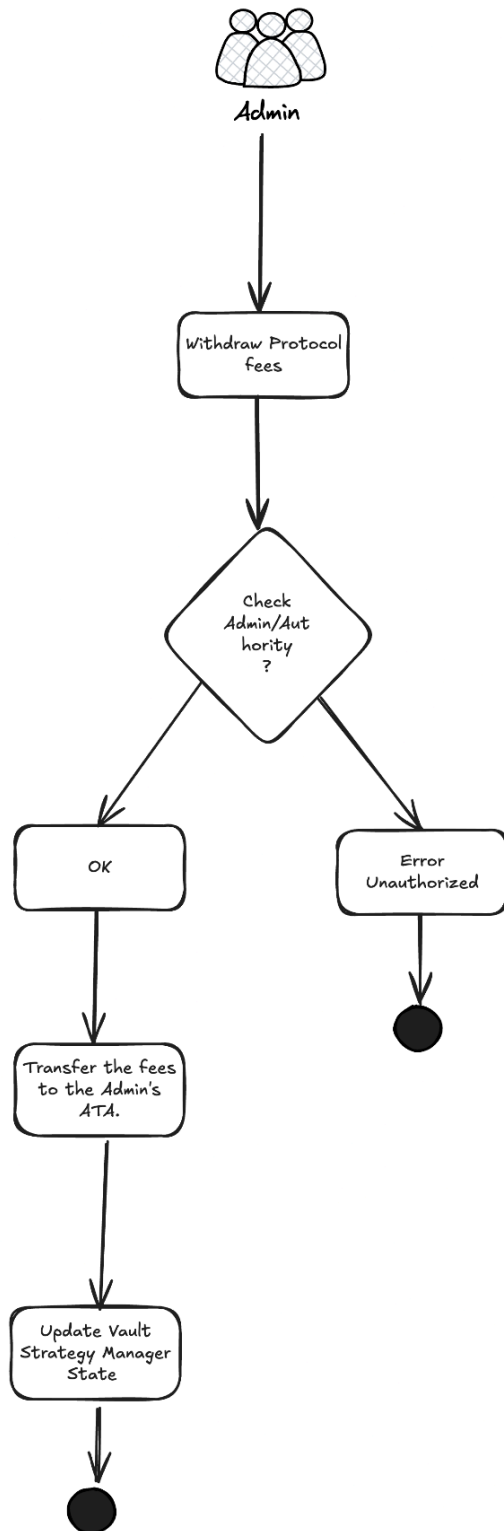 Admin
Withdraw Protocol
fees
Check
Admin/Aut
hority
?
OK
Error
Unauthorized
Transfer the fees
to the Admin's
ATA.
Update Vault
Strategy Manager
State